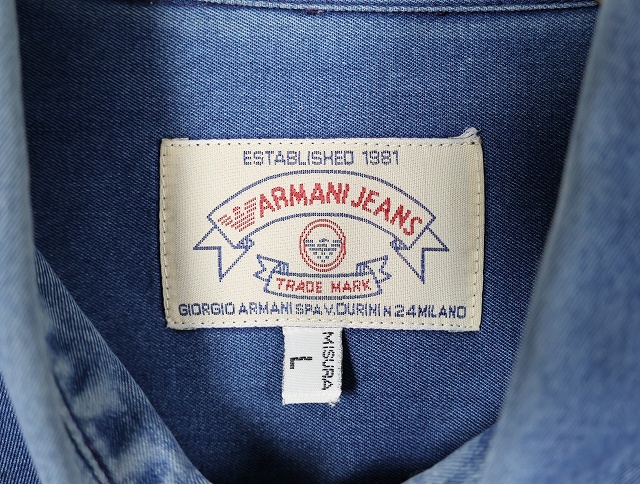 ESTABLISHED 1981
ARMANI JEANS
TRADE MARK
GIORGIO ARMANI SPA V. DURINI N 24 MILANO
MISURA
L